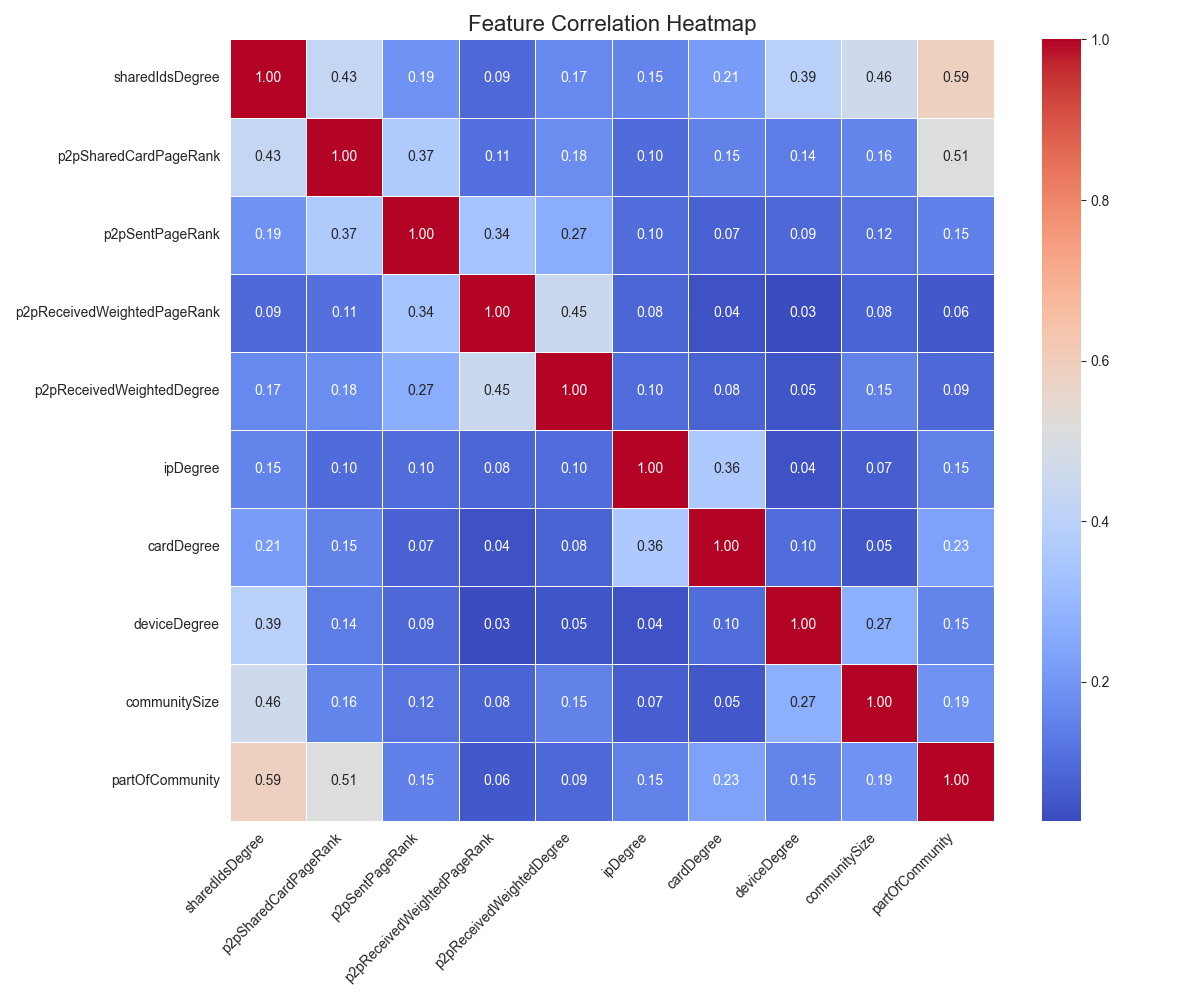 Feature Correlation Heatmap
sharedIdsDegree 1.00 0.43 0.19 0.09 0.17 0.15 0.21 0.39 0.46 0.59
p2pSharedCardPageRank 0.43 1.00 0.37 0.11 0.18 0.10 0.15 0.14 0.16 0.51
p2pSentPageRank 0.19 0.37 1.00 0.34 0.27 0.10 0.07 0.09 0.12 0.15
p2pReceivedWeightedPageRank 0.09 0.11 0.34 1.00 0.45 0.08 0.04 0.03 0.08 0.06
p2pReceivedWeightedDegree 0.17 0.18 0.27 0.45 1.00 0.10 0.08 0.05 0.15 0.09
ipDegree 0.15 0.10 0.10 0.08 0.10 1.00 0.36 0.04 0.07 0.15
cardDegree 0.21 0.15 0.07 0.04 0.08 0.36 1.00 0.10 0.05 0.23
deviceDegree 0.39 0.14 0.09 0.03 0.05 0.04 0.10 1.00 0.27 0.15
communitySize 0.46 0.16 0.12 0.08 0.15 0.07 0.05 0.27 1.00 0.19
partOfCommunity 0.59 0.51 0.15 0.06 0.09 0.15 0.23 0.15 0.19 1.00
sharedIdsDegree
p2pSharedCardPageRank
p2pSentPageRank
p2pReceivedWeightedPageRank
p2pReceivedWeightedDegree
ipDegree
cardDegree
deviceDegree
communitySize
partOfCommunity
1.0
0.8
0.6
0.4
0.2